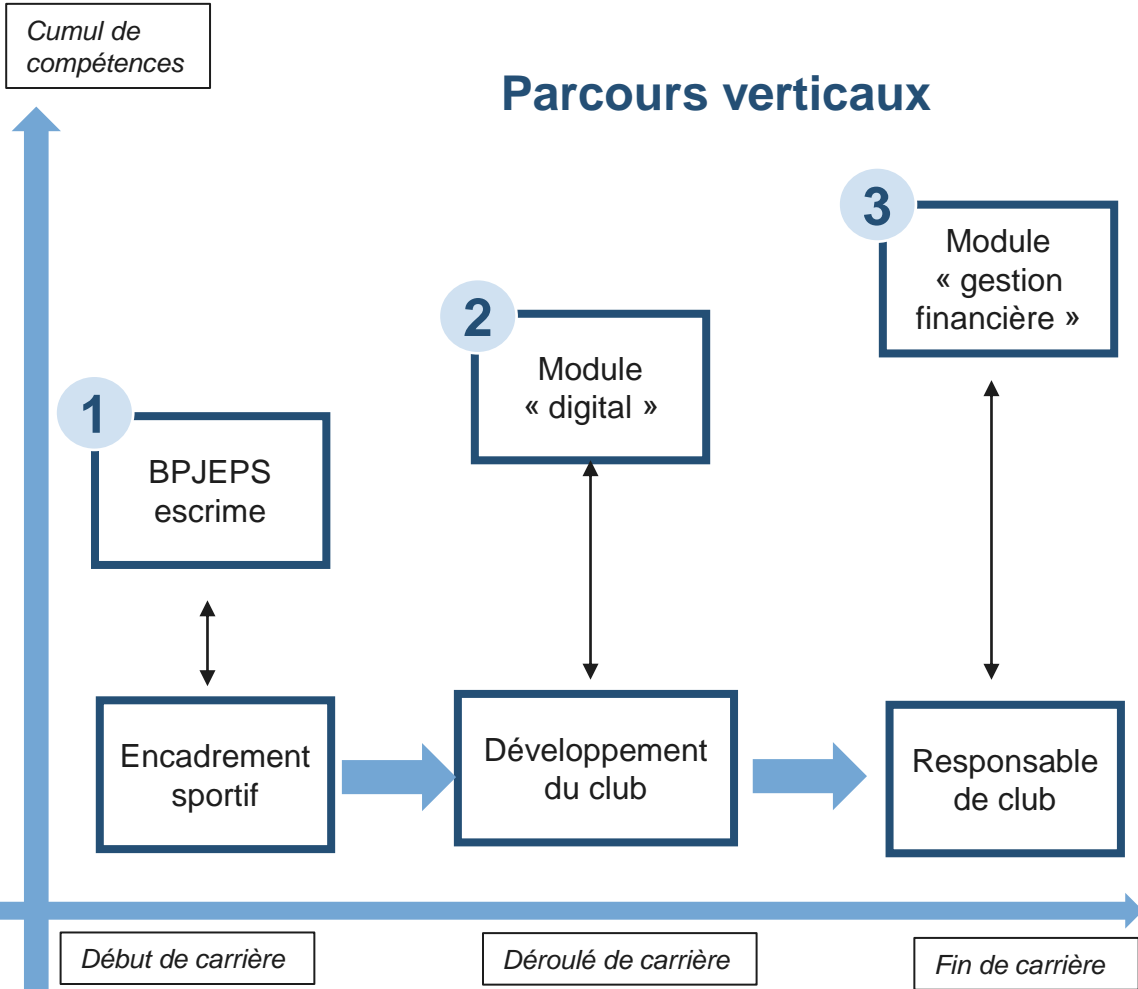 Cumul de
compétences
Parcours verticaux
3
Module
« gestion
financière »
2
Module
« digital »
1
BPJEPS
escrime
Encadrement
sportif
Développement
du club
Responsable
de club
Début de carrière
Déroulé de carrière
Fin de carrière